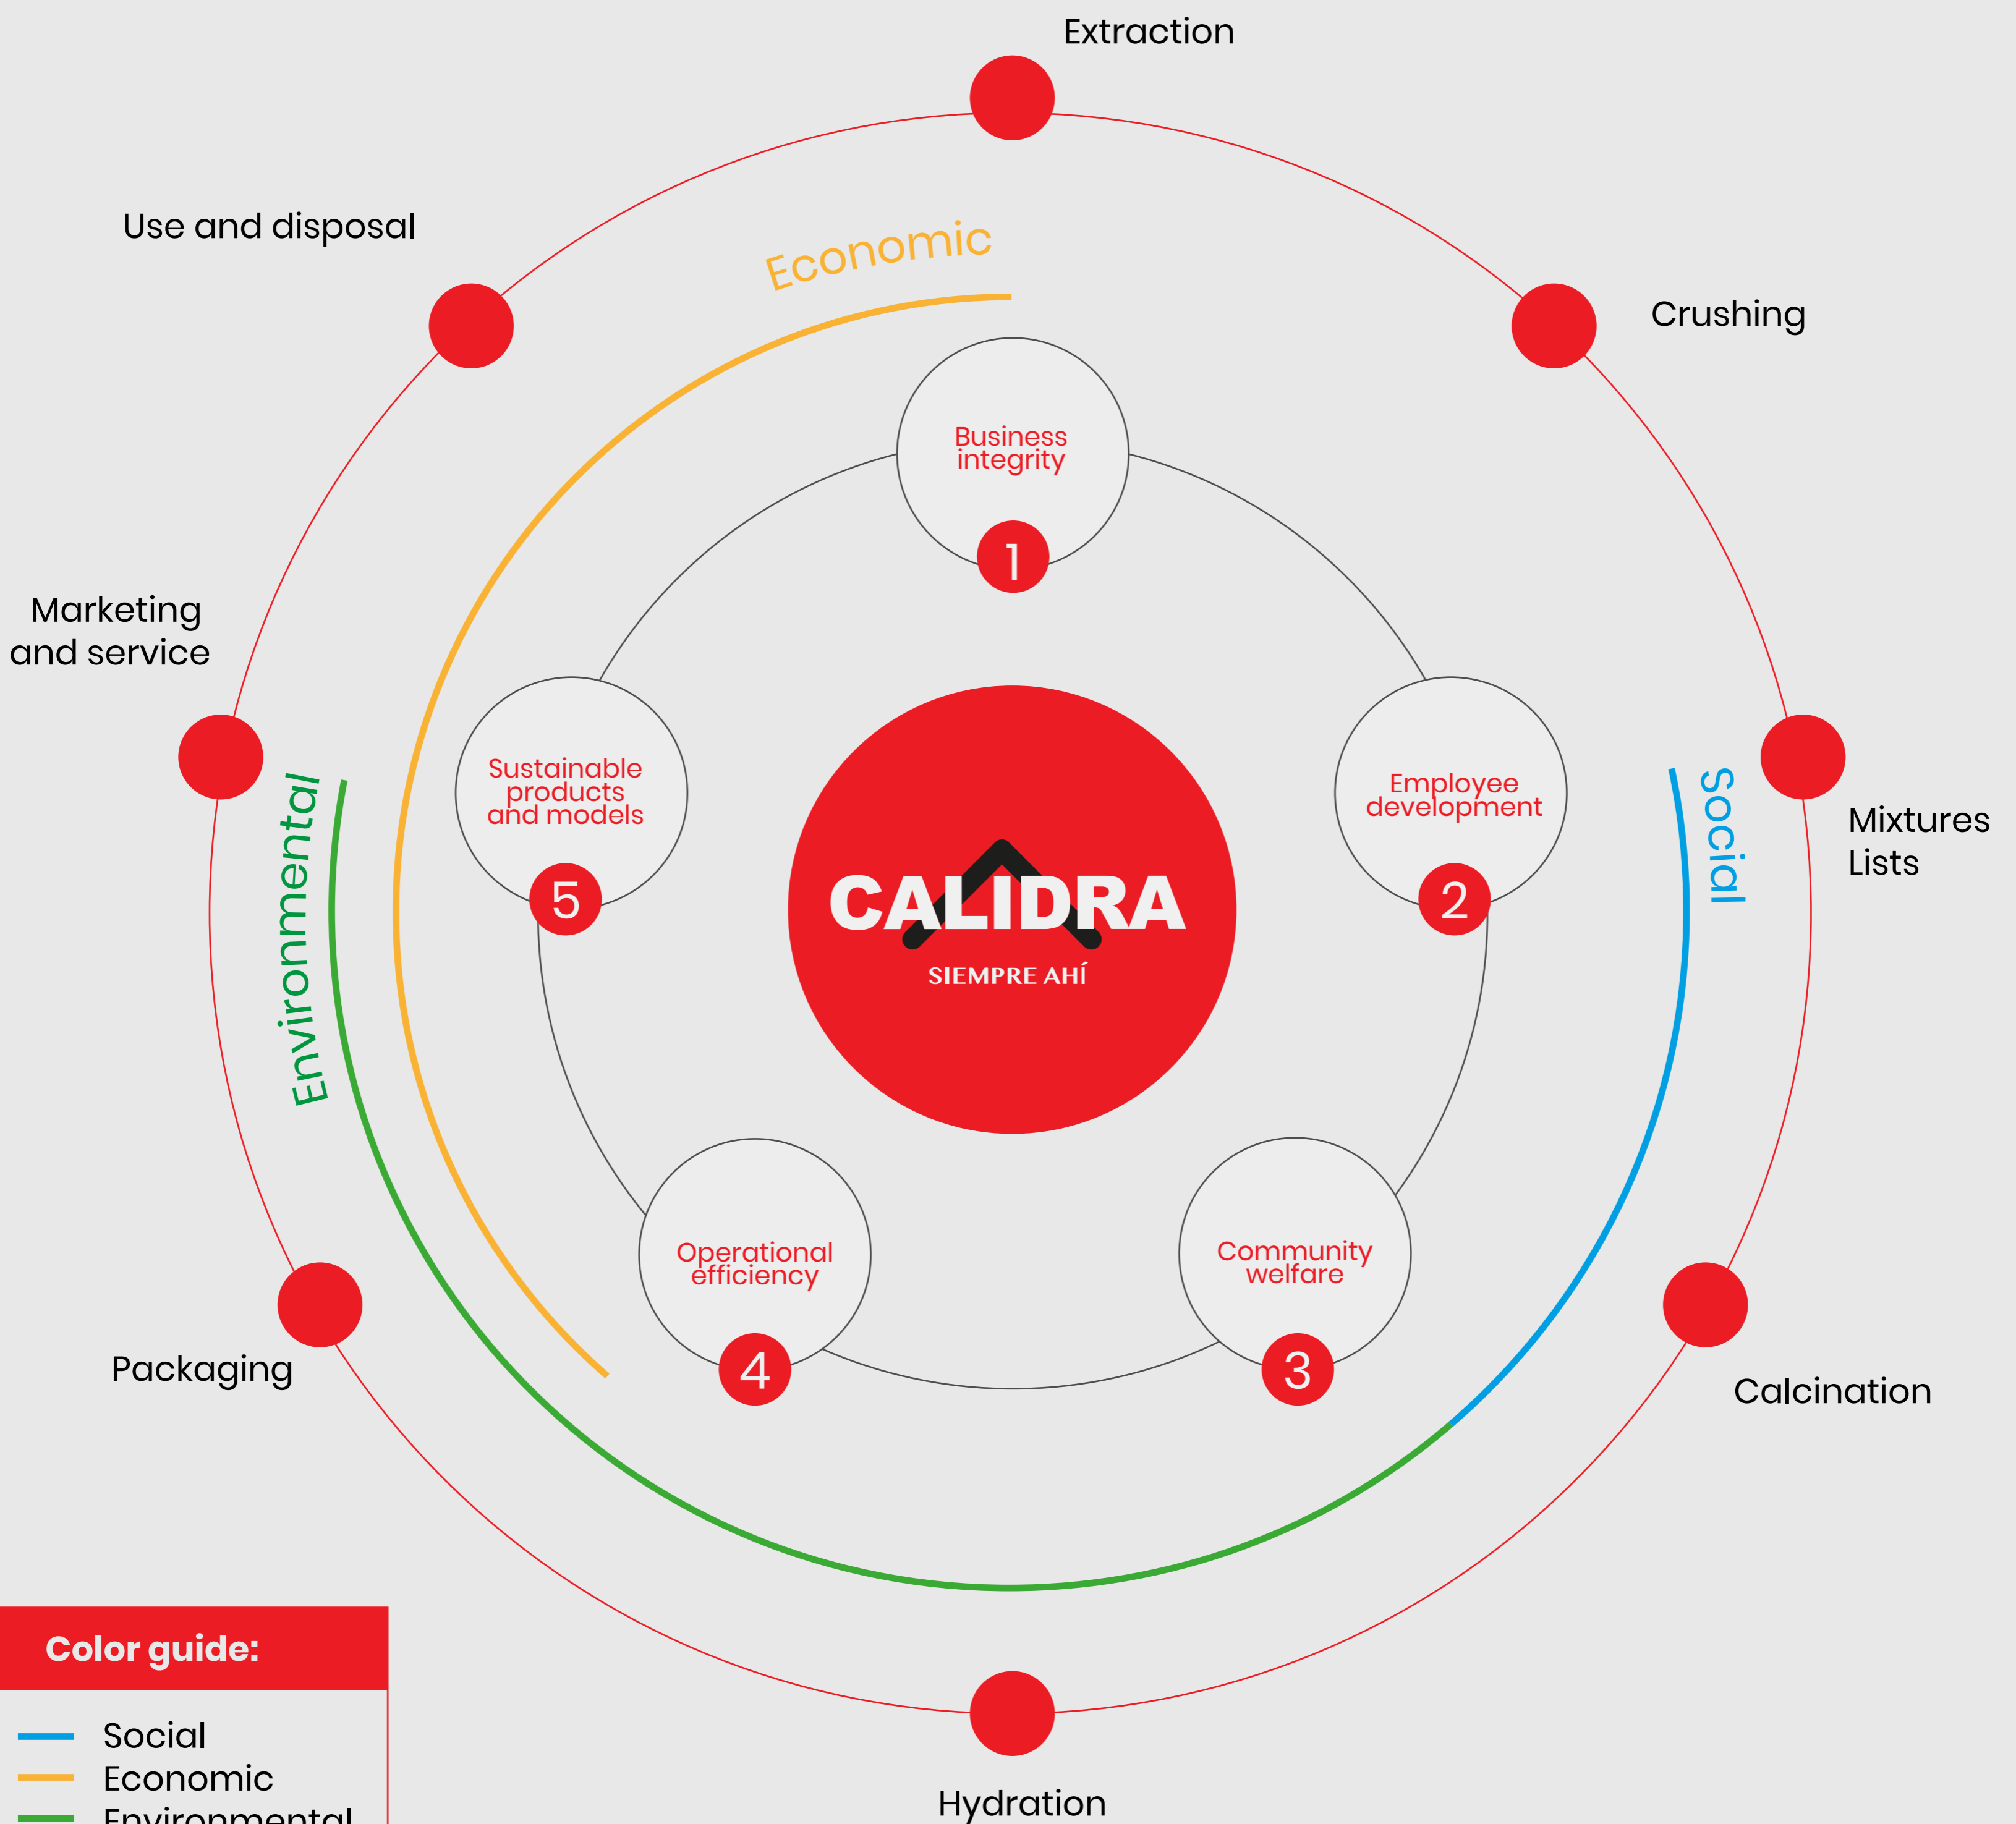 Extraction
Use and disposal
Economic
Crushing
Business
integrity
1
Marketing
and service
Sustainable
products
and models
5
Employee
development
2
Environmental
Social
Mixtures
Lists
CALIDRA
SIEMPRE AHÍ
Operational
efficiency
4
Community
welfare
3
Packaging
Calcination
Color guide:
Social
Economic
Environmental
Hydration